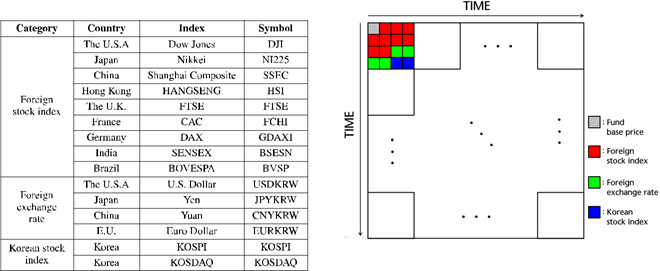 Category Country Index Symbol
Foreign stock index The U.S.A Dow Jones DJI
Japan Nikkei NI225
China Shanghai Composite SSEC
Hong Kong HANGSENG HSI
The U.K. FTSE FTSE
France CAC FCHI
Germany DAX GDAXI
India SENSEX BSESN
Brazil BOVESPA BVSP
Foreign exchange rate The U.S.A U.S. Dollar USDKRW
Japan Yen JPYKRW
China Yuan CNYKRW
E.U. Euro Dollar EURKRW
Korean stock index Korea KOSPI KOSPI
Korea KOSDAQ KOSDAQ
TIME
TIME
: Fund
base price
: Foreign
stock index
: Foreign
exchange rate
: Korean
stock index